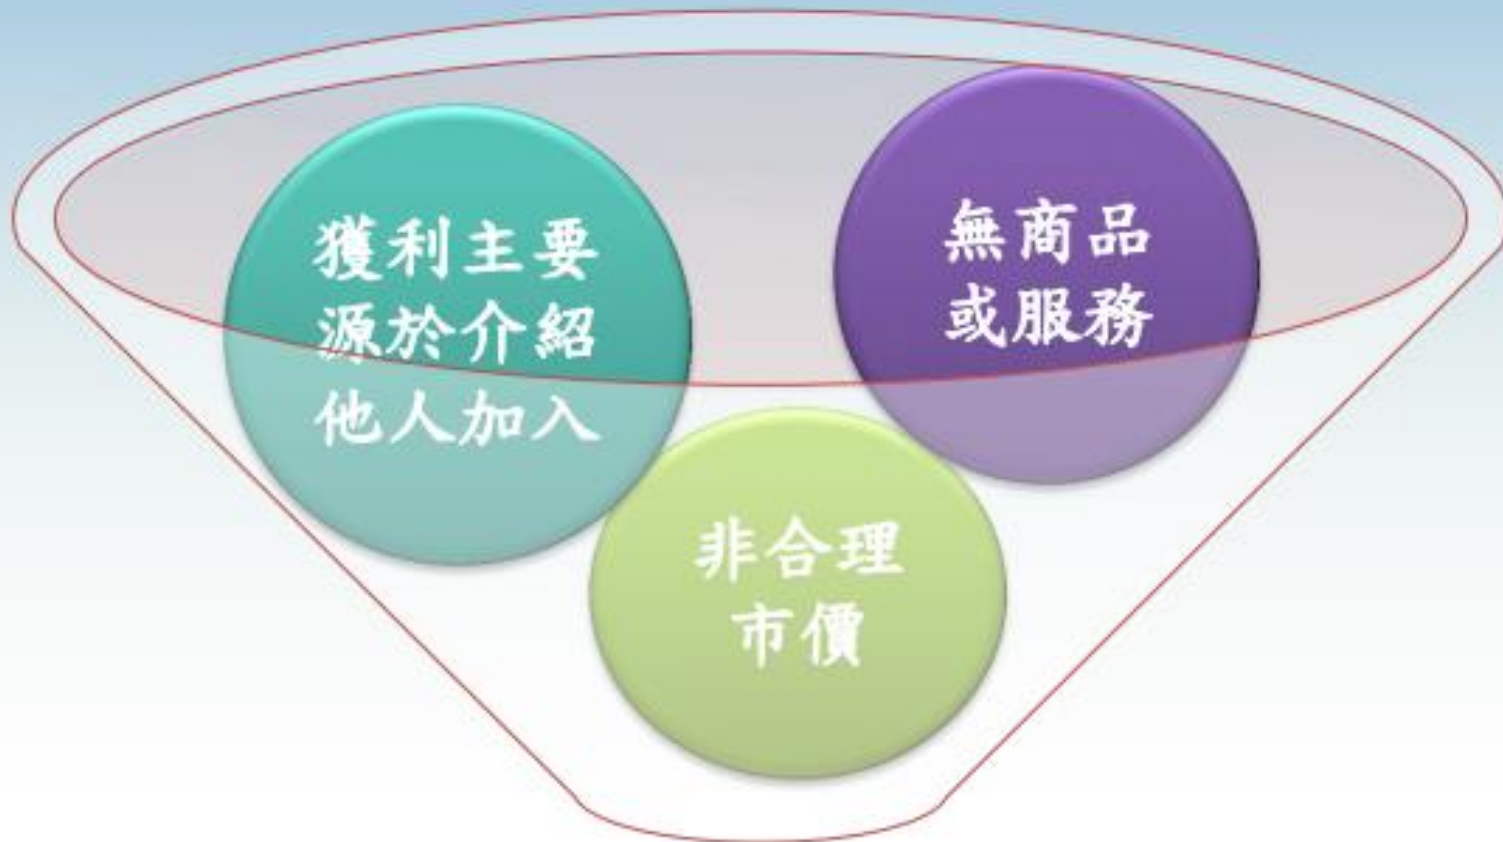 獲利主要
源於介紹
他人加入
無商品
或服務
非合理
市價